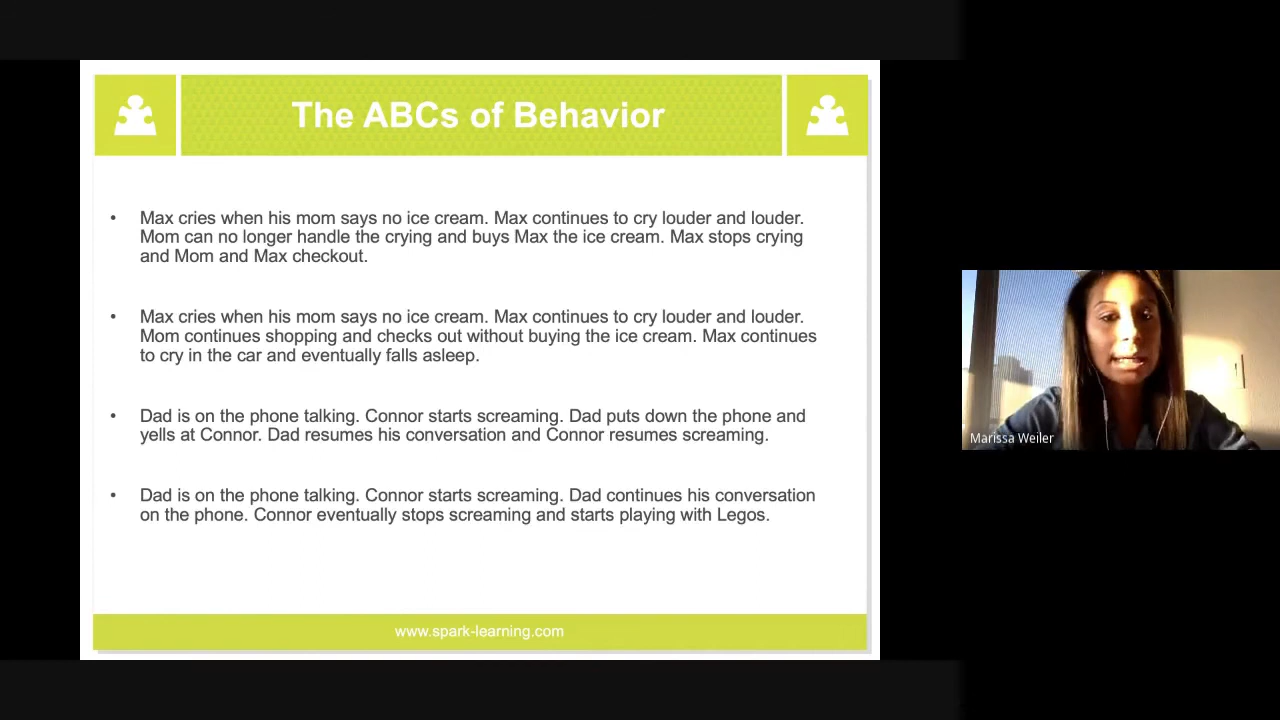 The ABCs of Behavior
• Max cries when his mom says no ice cream. Max continues to cry louder and louder.
Mom can no longer handle the crying and buys Max the ice cream. Max stops crying
and Mom and Max checkout.
• Max cries when his mom says no ice cream. Max continues to cry louder and louder.
Mom continues shopping and checks out without buying the ice cream. Max continues
to cry in the car and eventually falls asleep.
• Dad is on the phone talking. Connor starts screaming. Dad puts down the phone and
yells at Connor. Dad resumes his conversation and Connor resumes screaming.
• Dad is on the phone talking. Connor starts screaming. Dad continues his conversation
on the phone. Connor eventually stops screaming and starts playing with Legos.
www.spark-learning.com
Marissa Weiler